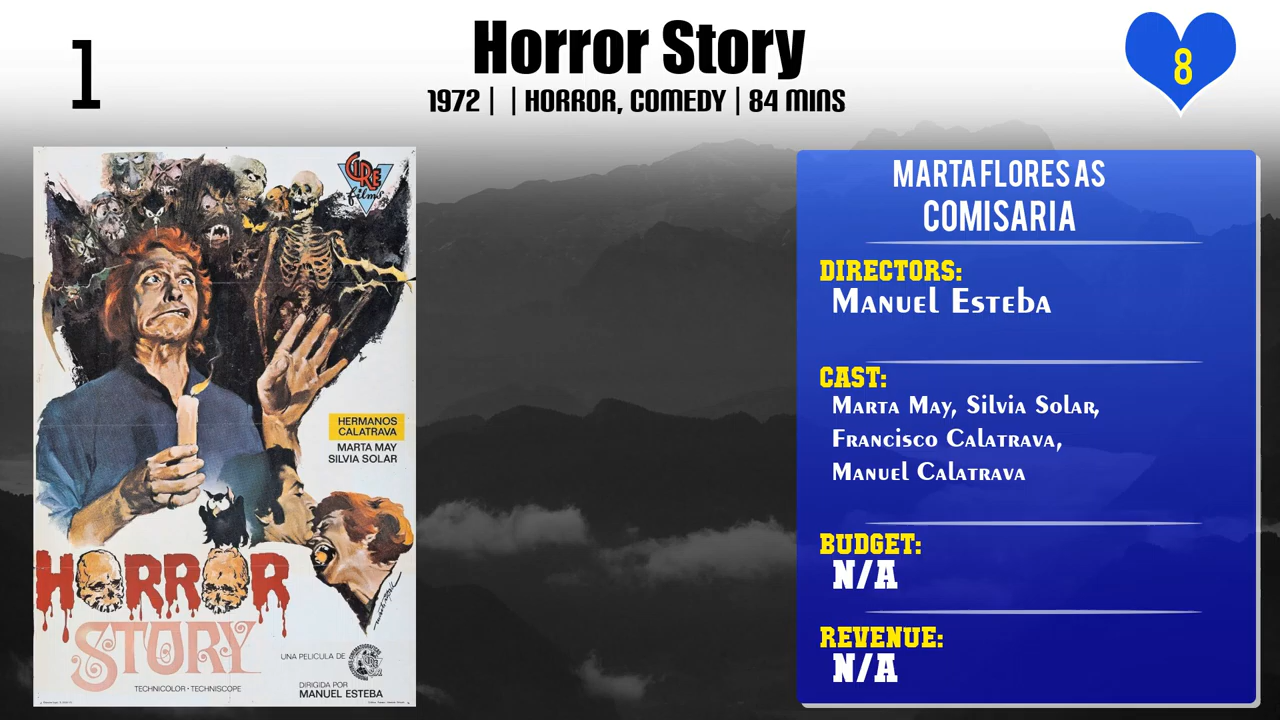 1
Horror Story
1972 | | HORROR, COMEDY | 84 MINS
8
CIRE
films
HERMANOS
CALATRAVA
MARTA MAY
SILVIA SOLAR
HORROR
STORY
UNA PELICULA DE
DIRIGIDA POR
MANUEL ESTEBA
TECHNICOLOR · TECHNISCOPE
MARTA FLORES AS
COMISARIA
DIRECTORS:
Manuel Esteba
CAST:
Marta May, Silvia Solar,
Francisco Calatrava,
Manuel Calatrava
BUDGET:
N/A
REVENUE:
N/A